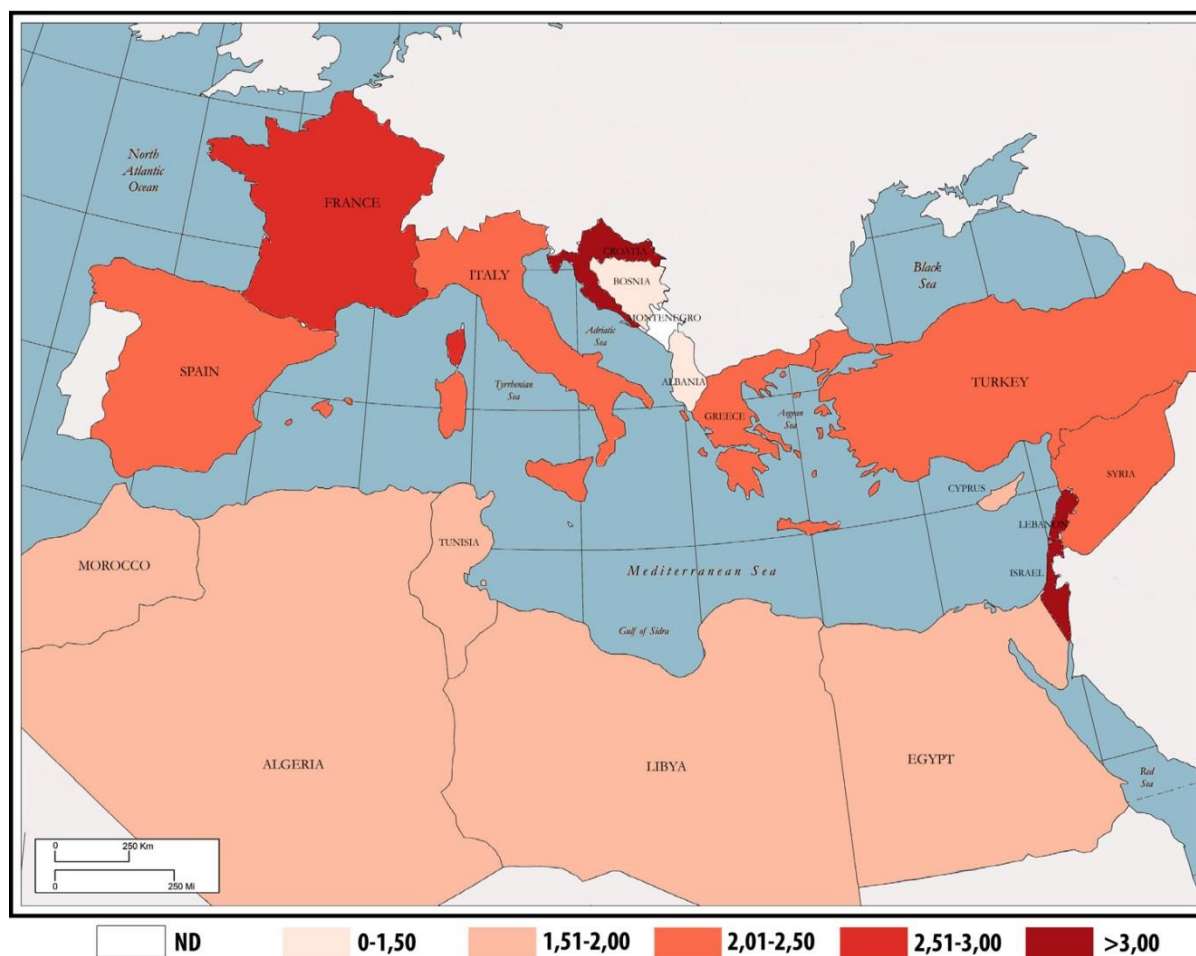 North
Atlantic
Ocean
FRANCE
CROATIA
ITALY
BOSNIA
Black
Sea
MONTENEGRO
Adriatic
Sea
SPAIN
Tyrrhenian
Sea
ALBANIA
TURKEY
GREECE
Aegean
Sea
SYRIA
CYPRUS
LEBANON
TUNISIA
MOROCCO
Mediterranean Sea
ISRAEL
Gulf of Sidra
ALGERIA
LIBYA
EGYPT
Red
Sea
0 250 Km
0 250 Mi
ND 0-1,50 1,51-2,00 2,01-2,50 2,51-3,00 >3,00